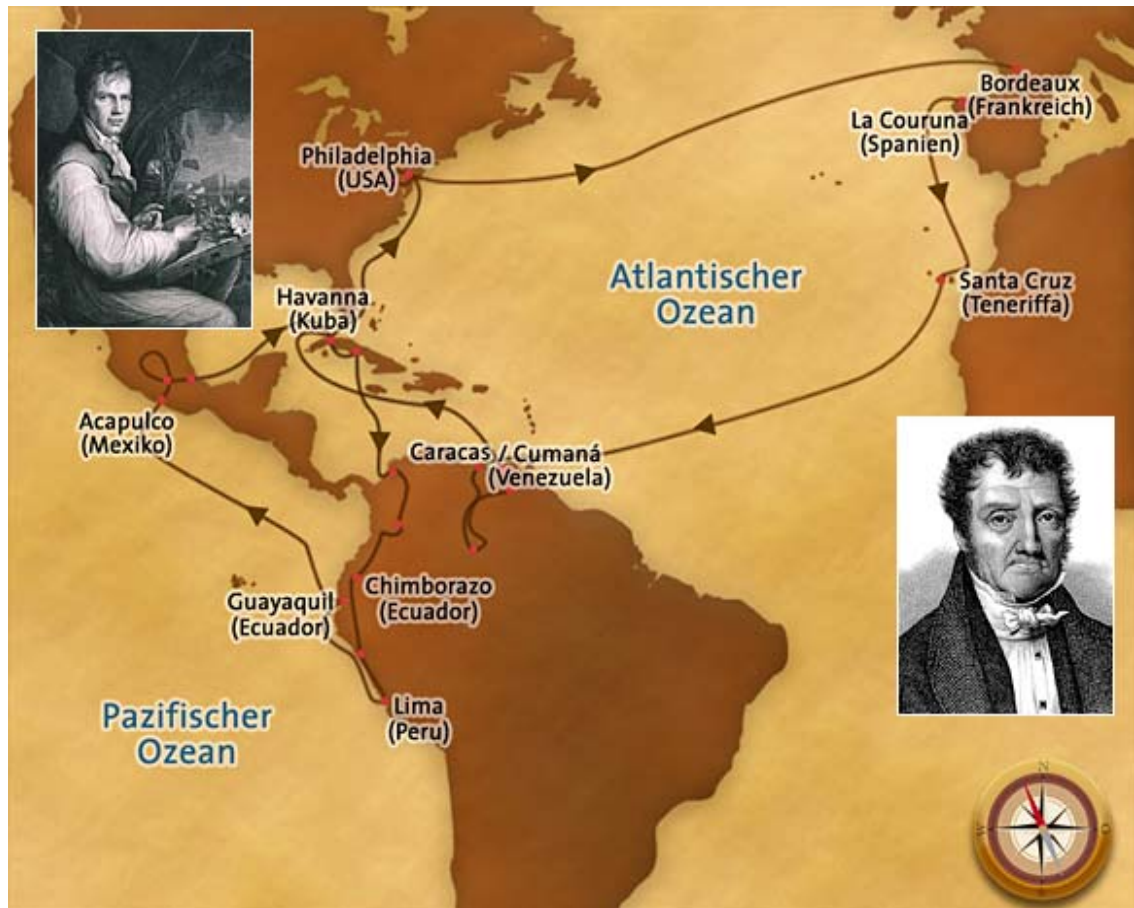 Bordeaux
(Frankreich)
La Couruna
(Spanien)
Philadelphia
(USA)
Atlantischer
Ozean
Santa Cruz
(Teneriffa)
Havanna
(Kuba)
Acapulco
(Mexiko)
Caracas / Cumaná
(Venezuela)
Chimborazo
(Ecuador)
Guayaquil
(Ecuador)
Lima
(Peru)
Pazifischer
Ozean
N
W
O
S